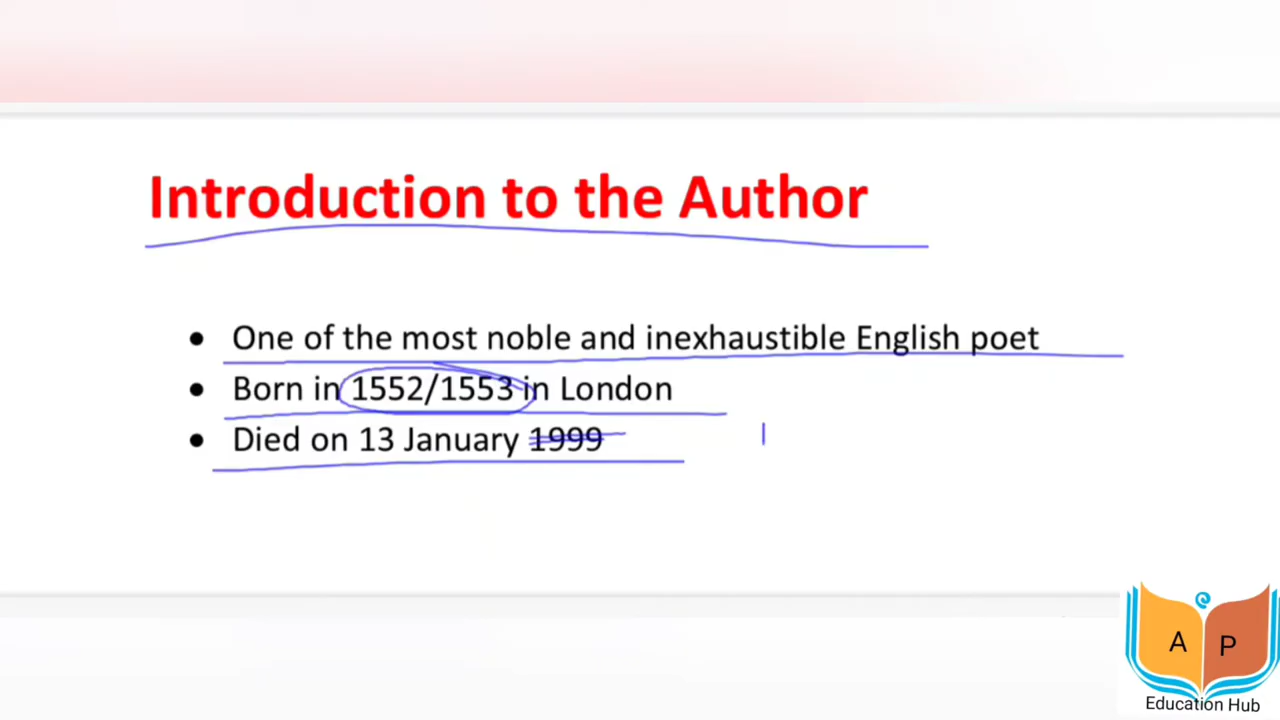 Introduction to the Author
• One of the most noble and inexhaustible English poet
• Born in 1552/1553 in London
• Died on 13 January 1999
A P
Education Hub